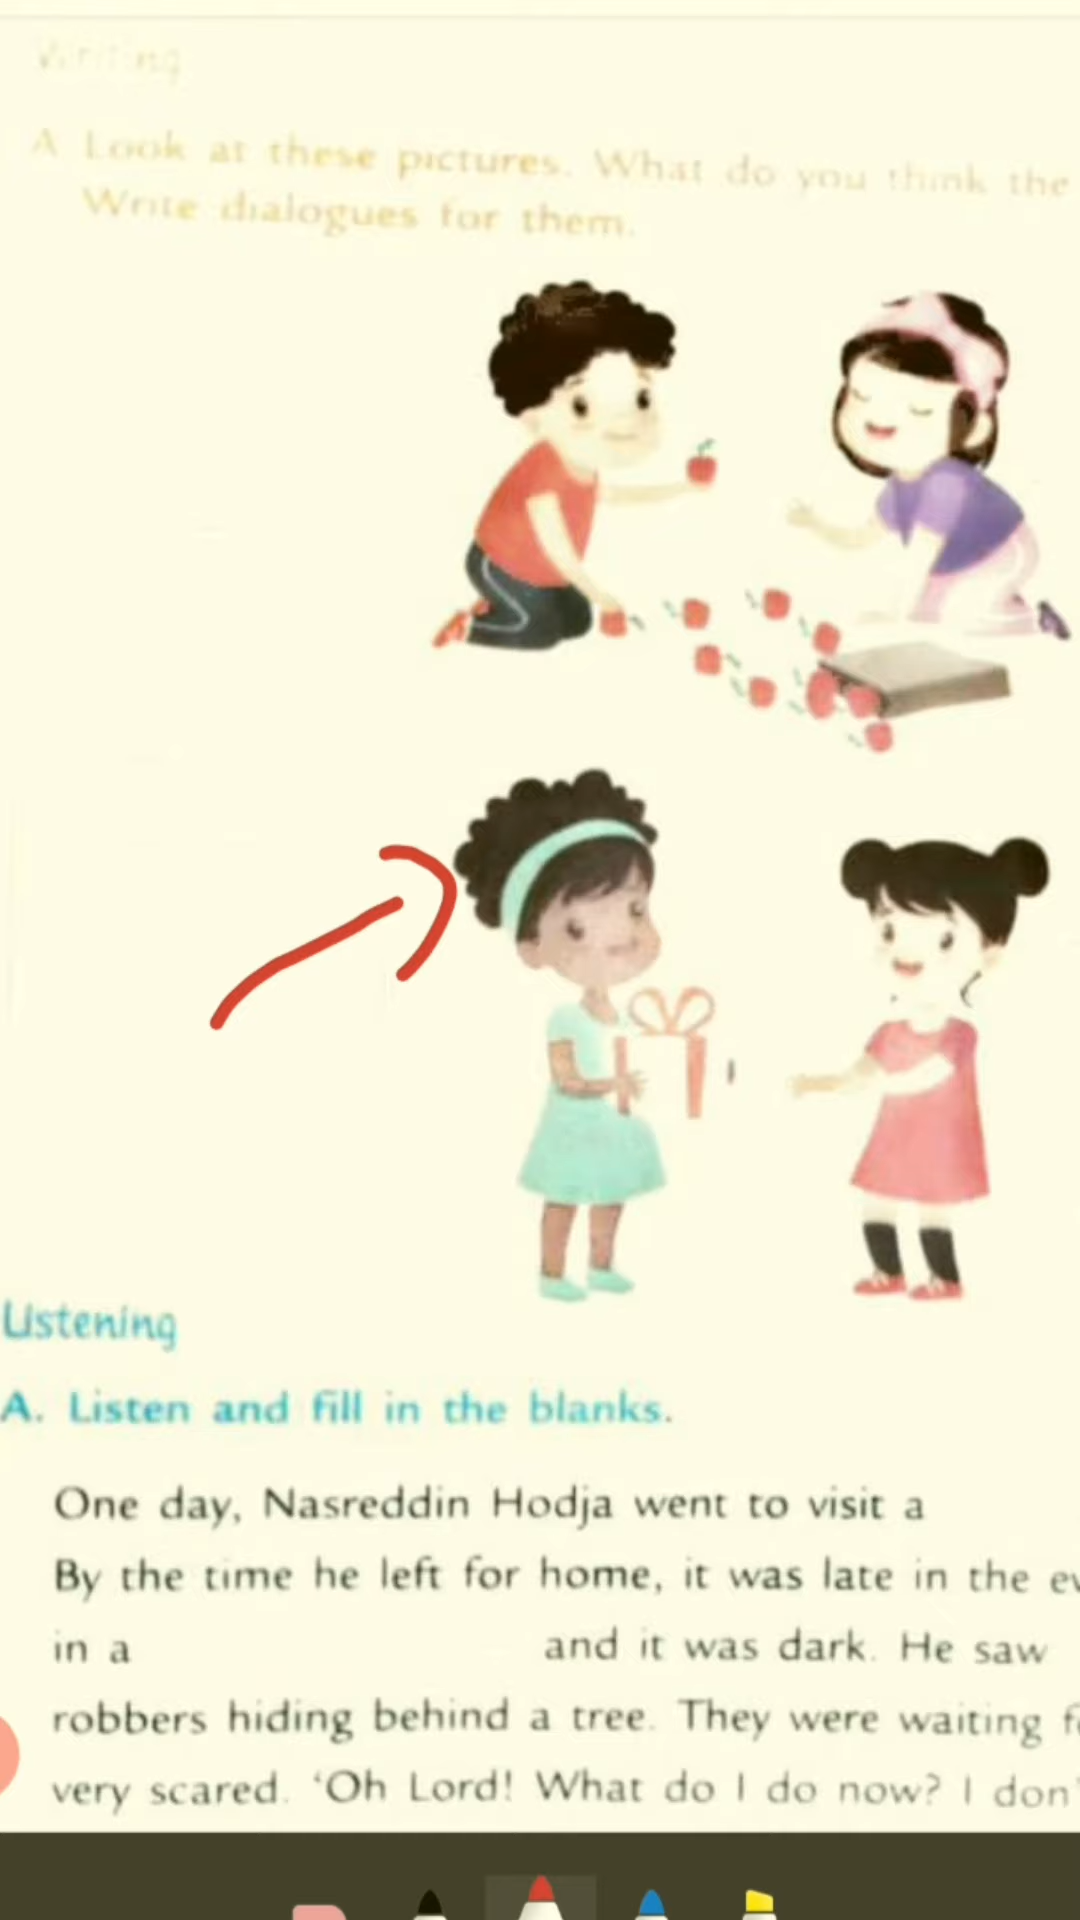 Writing
A Look at these pictures. What do you think the
Write dialogues for them.
Listening
A. Listen and fill in the blanks.
One day, Nasreddin Hodja went to visit a
By the time he left for home, it was late in the ev
in a and it was dark. He saw
robbers hiding behind a tree. They were waiting f
very scared. ‘Oh Lord! What do I do now? I don'